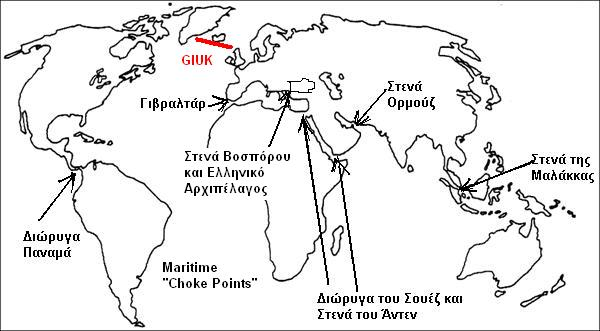 GIUK
Στενά
Ορμούζ
Γιβραλτάρ
Στενά Βοσπόρου
και Ελληνικό
Αρχιπέλαγος
Στενά της
Μαλάκκας
Διώρυγα
Παναμά
Maritime
"Choke Points"
Διώρυγα του Σουέζ και
Στενά του Άντεν